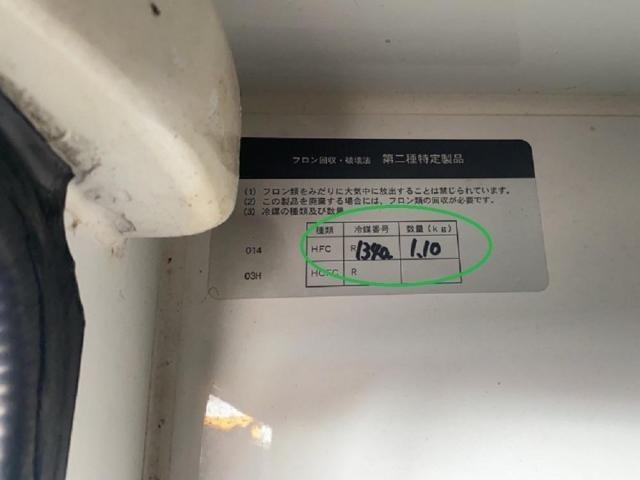 フロン回収・破壊法 第二種特定製品
(1) フロン類をみだりに大気中に放出することは禁じられています。
(2) この製品を廃棄する場合には、フロン類の回収が必要です。
(3) 冷媒の種類及び数量
種類 冷媒番号 数量(kg)
014 HFC R 134a 1.10
03H HCFC R